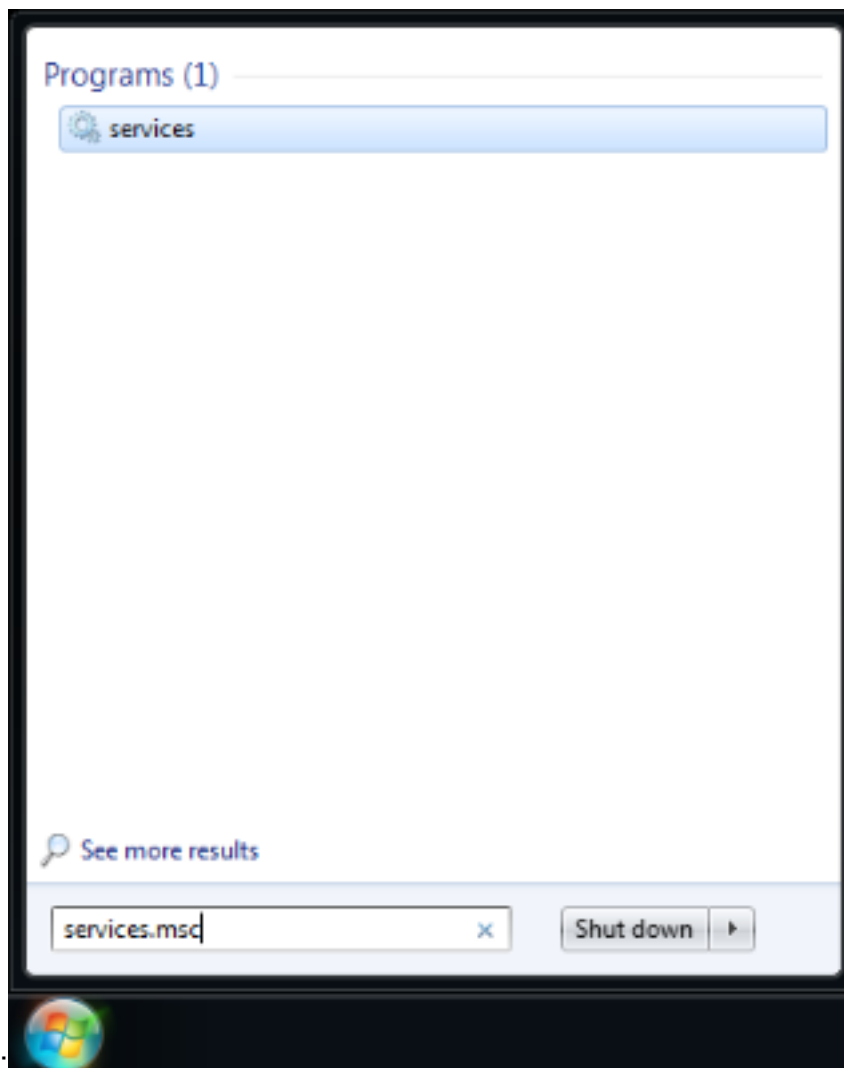 Programs (1)
services
See more results
services.msc
Shut down
.